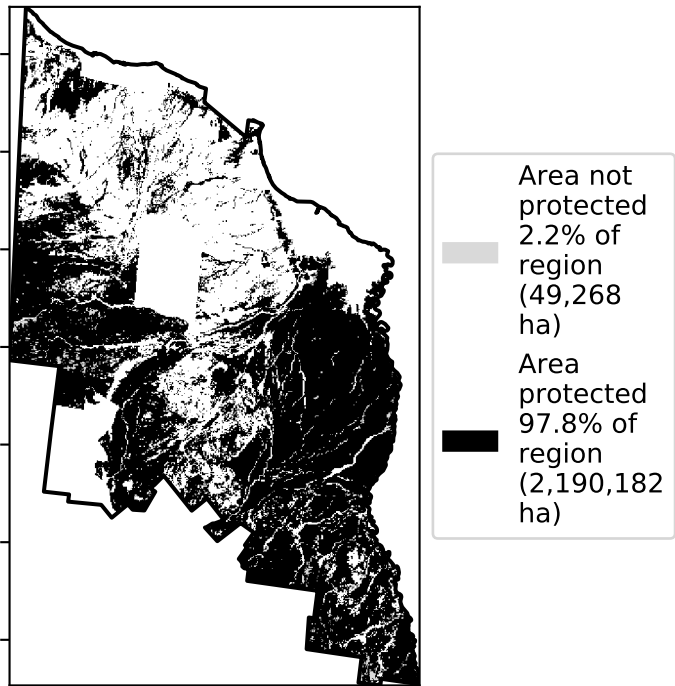 Area not
protected
2.2% of
region
(49,268
ha)
Area
protected
97.8% of
region
(2,190,182
ha)